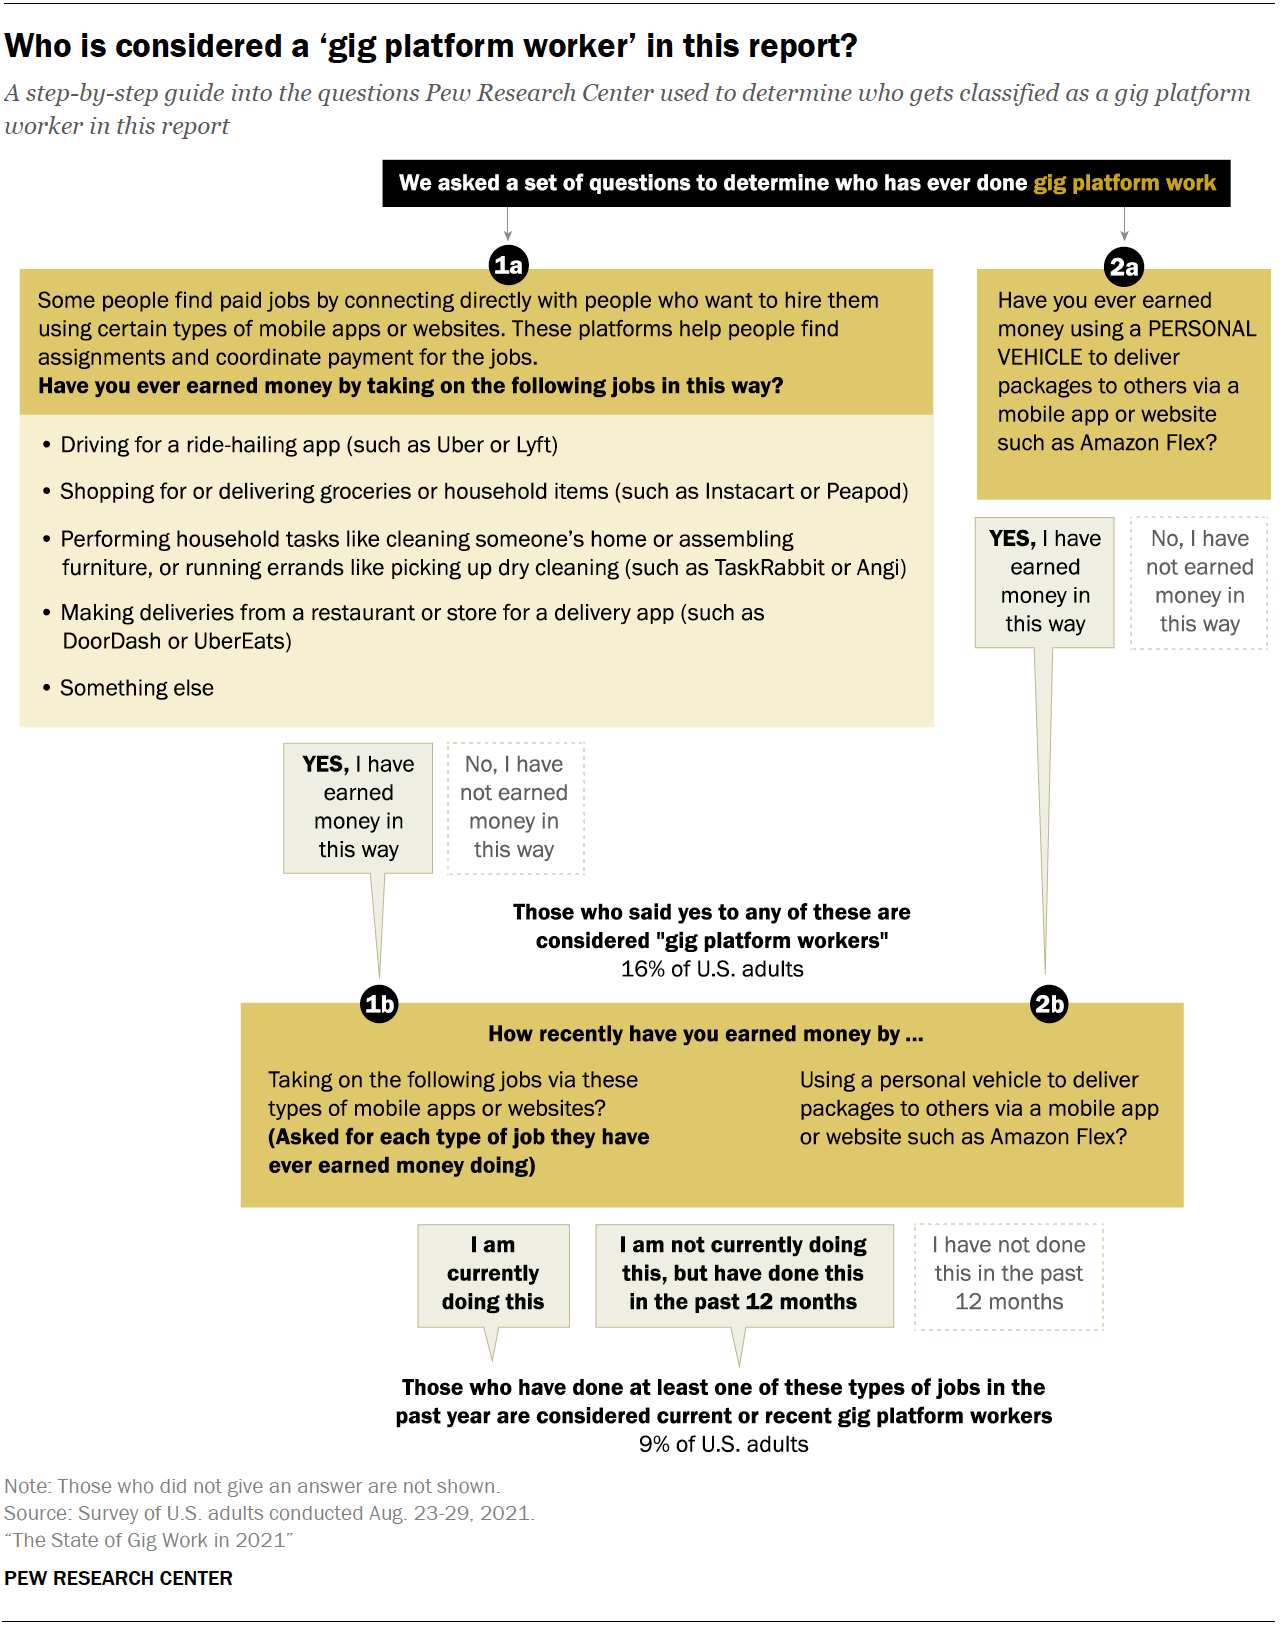 Who is considered a ‘gig platform worker’ in this report?
A step-by-step guide into the questions Pew Research Center used to determine who gets classified as a gig platform
worker in this report
We asked a set of questions to determine who has ever done gig platform work
1a
Some people find paid jobs by connecting directly with people who want to hire them
using certain types of mobile apps or websites. These platforms help people find
assignments and coordinate payment for the jobs.
Have you ever earned money by taking on the following jobs in this way?
• Driving for a ride-hailing app (such as Uber or Lyft)
• Shopping for or delivering groceries or household items (such as Instacart or Peapod)
• Performing household tasks like cleaning someone’s home or assembling
furniture, or running errands like picking up dry cleaning (such as TaskRabbit or Angi)
• Making deliveries from a restaurant or store for a delivery app (such as
DoorDash or UberEats)
• Something else
YES, I have
earned
money in
this way
No, I have
not earned
money in
this way
2a
Have you ever earned
money using a PERSONAL
VEHICLE to deliver
packages to others via a
mobile app or website
such as Amazon Flex?
YES, I have
earned
money in
this way
No, I have
not earned
money in
this way
Those who said yes to any of these are
considered "gig platform workers"
16% of U.S. adults
1b
2b
How recently have you earned money by ...
Taking on the following jobs via these
types of mobile apps or websites?
(Asked for each type of job they have
ever earned money doing)
Using a personal vehicle to deliver
packages to others via a mobile app
or website such as Amazon Flex?
I am
currently
doing this
I am not currently doing
this, but have done this
in the past 12 months
I have not done
this in the past
12 months
Those who have done at least one of these types of jobs in the
past year are considered current or recent gig platform workers
9% of U.S. adults
Note: Those who did not give an answer are not shown.
Source: Survey of U.S. adults conducted Aug. 23-29, 2021.
“The State of Gig Work in 2021”
PEW RESEARCH CENTER